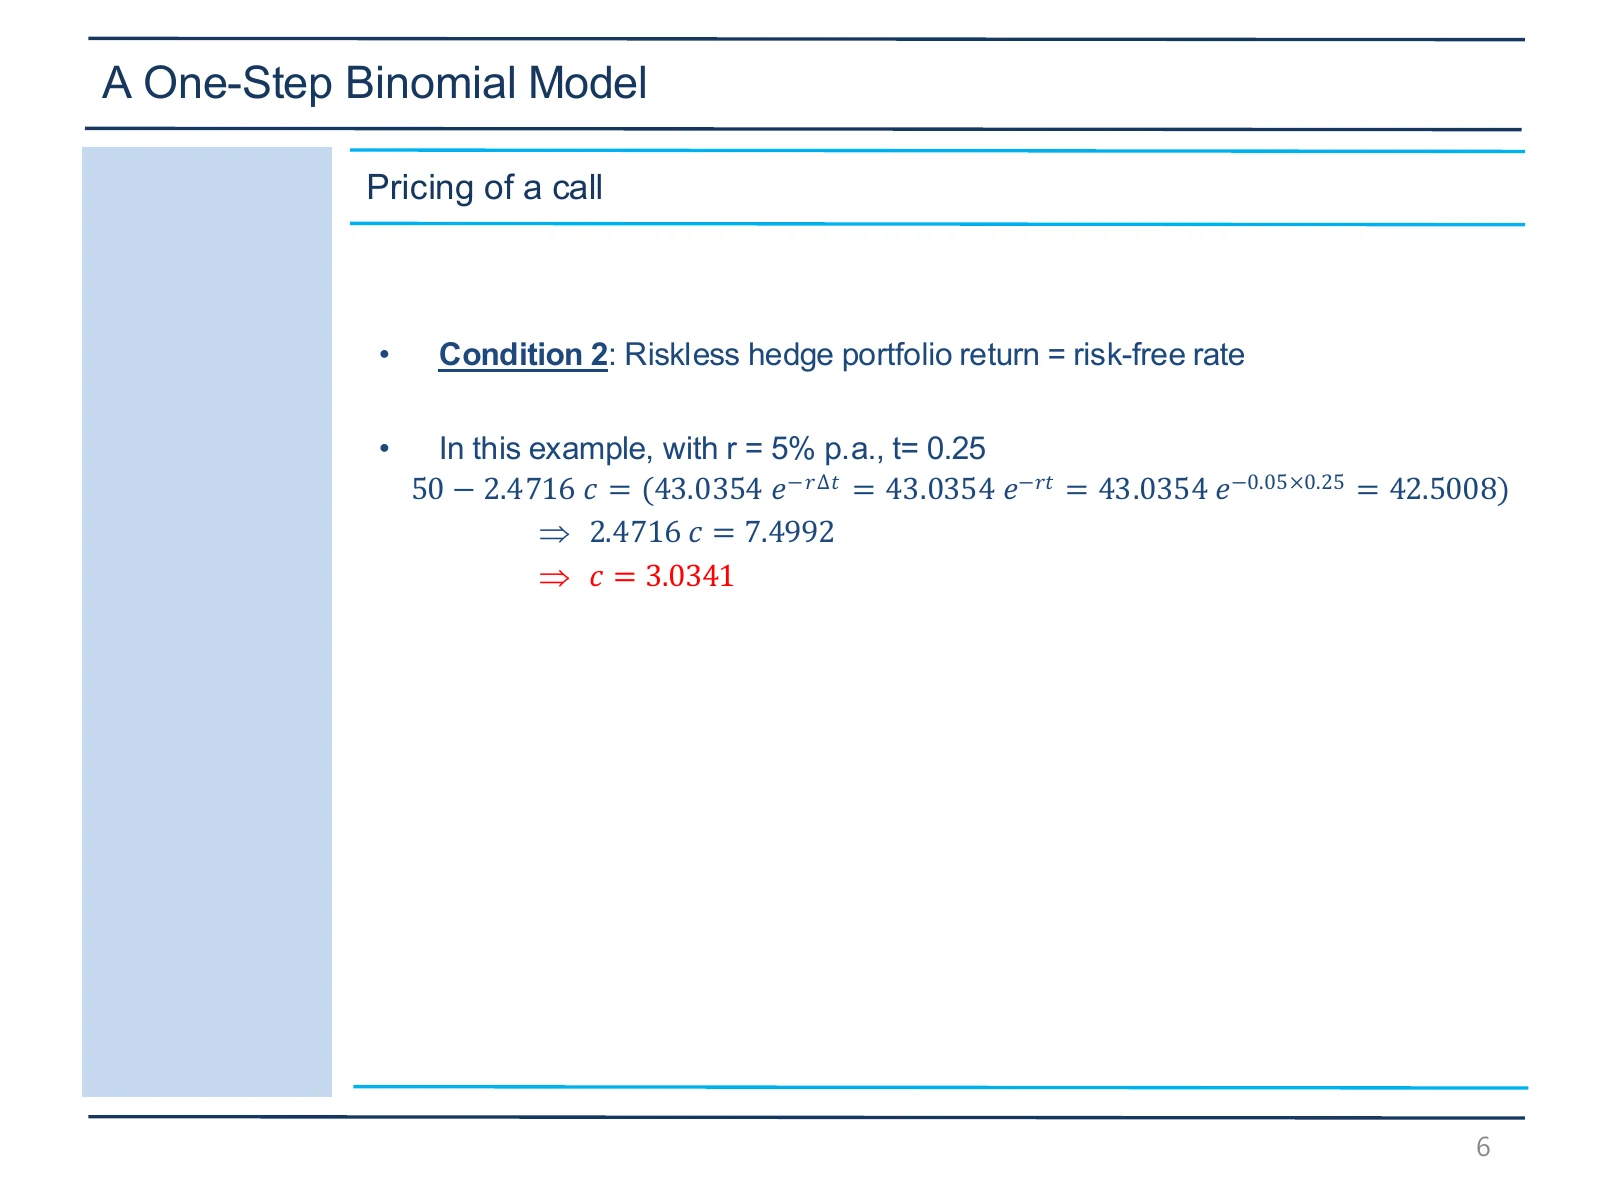 A One-Step Binomial Model
Pricing of a call
• Condition 2: Riskless hedge portfolio return = risk-free rate
• In this example, with r = 5% p.a., t= 0.25
50 − 2.4716 c = (43.0354 e^{−rΔt} = 43.0354 e^{−rt} = 43.0354 e^{−0.05×0.25} = 42.5008)
⇒ 2.4716 c = 7.4992
⇒ c = 3.0341
6